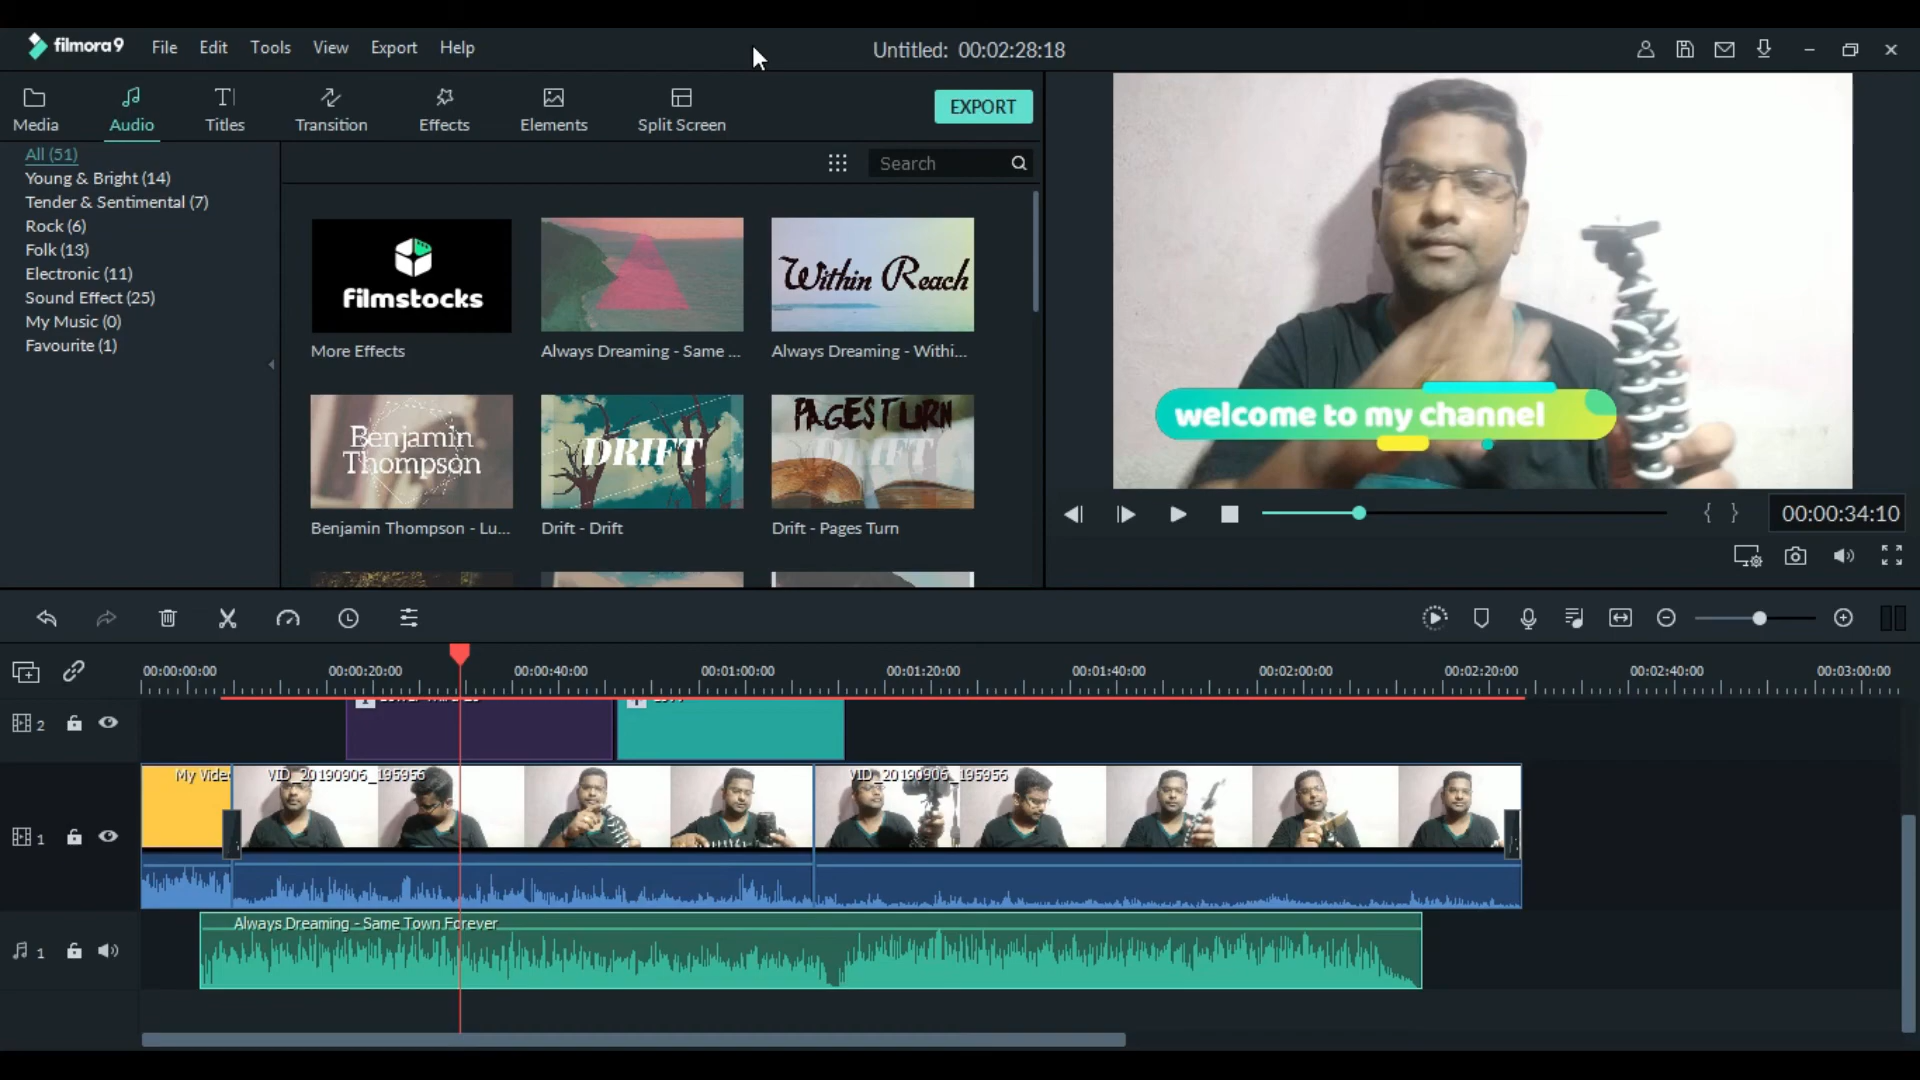 filmora9 File Edit Tools View Export Help Untitled: 00:02:28:18
Media Audio Titles Transition Effects Elements Split Screen EXPORT
All (51)
Young & Bright (14)
Tender & Sentimental (7)
Rock (6)
Folk (13)
Electronic (11)
Sound Effect (25)
My Music (0)
Favourite (1)
Search
filmstocks
More Effects
Always Dreaming - Same ...
Within Reach
Always Dreaming - Withi...
Benjamin
Thompson
Benjamin Thompson - Lu...
DRIFT
Drift - Drift
PAGES TURN
DRIFT
Drift - Pages Turn
welcome to my channel
00:00:34:10
00:00:00:00 00:00:20:00 00:00:40:00 00:01:00:00 00:01:20:00 00:01:40:00 00:02:00:00 00:02:20:00 00:02:40:00 00:03:00:00
2
My Vide VID_20190906_195956 VID_20190906_195956
1
Always Dreaming - Same Town Forever
1